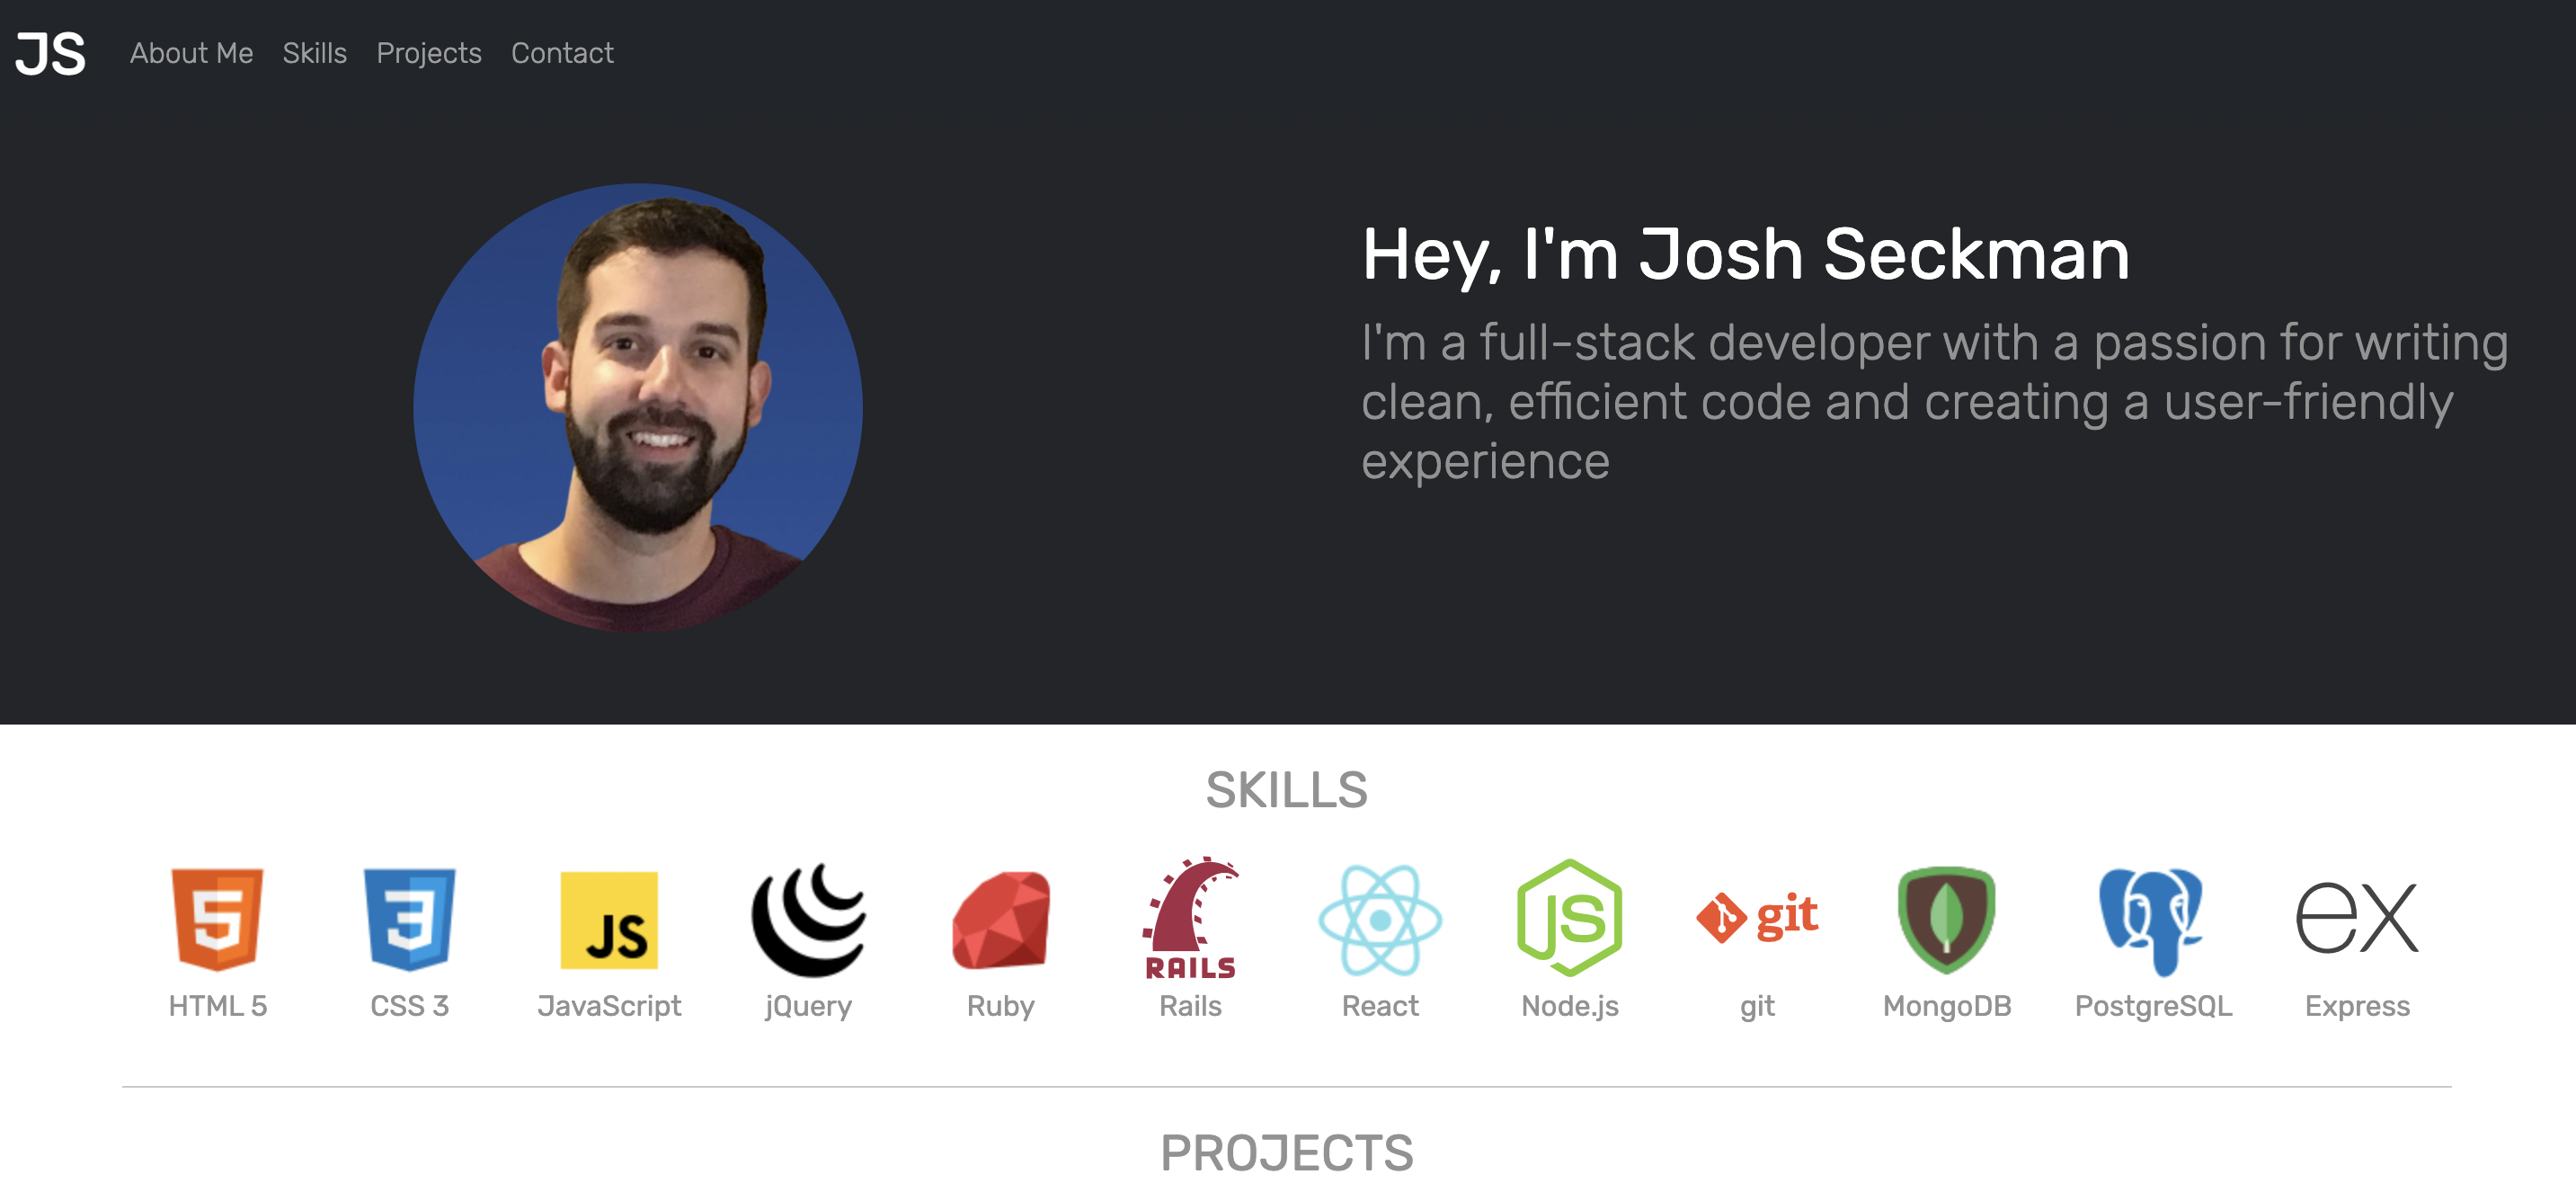 JS About Me Skills Projects Contact
Hey, I'm Josh Seckman
I'm a full-stack developer with a passion for writing
clean, efficient code and creating a user-friendly
experience
SKILLS
5 3 JS RAILS JS git ex
HTML 5 CSS 3 JavaScript jQuery Ruby Rails React Node.js git MongoDB PostgreSQL Express
PROJECTS